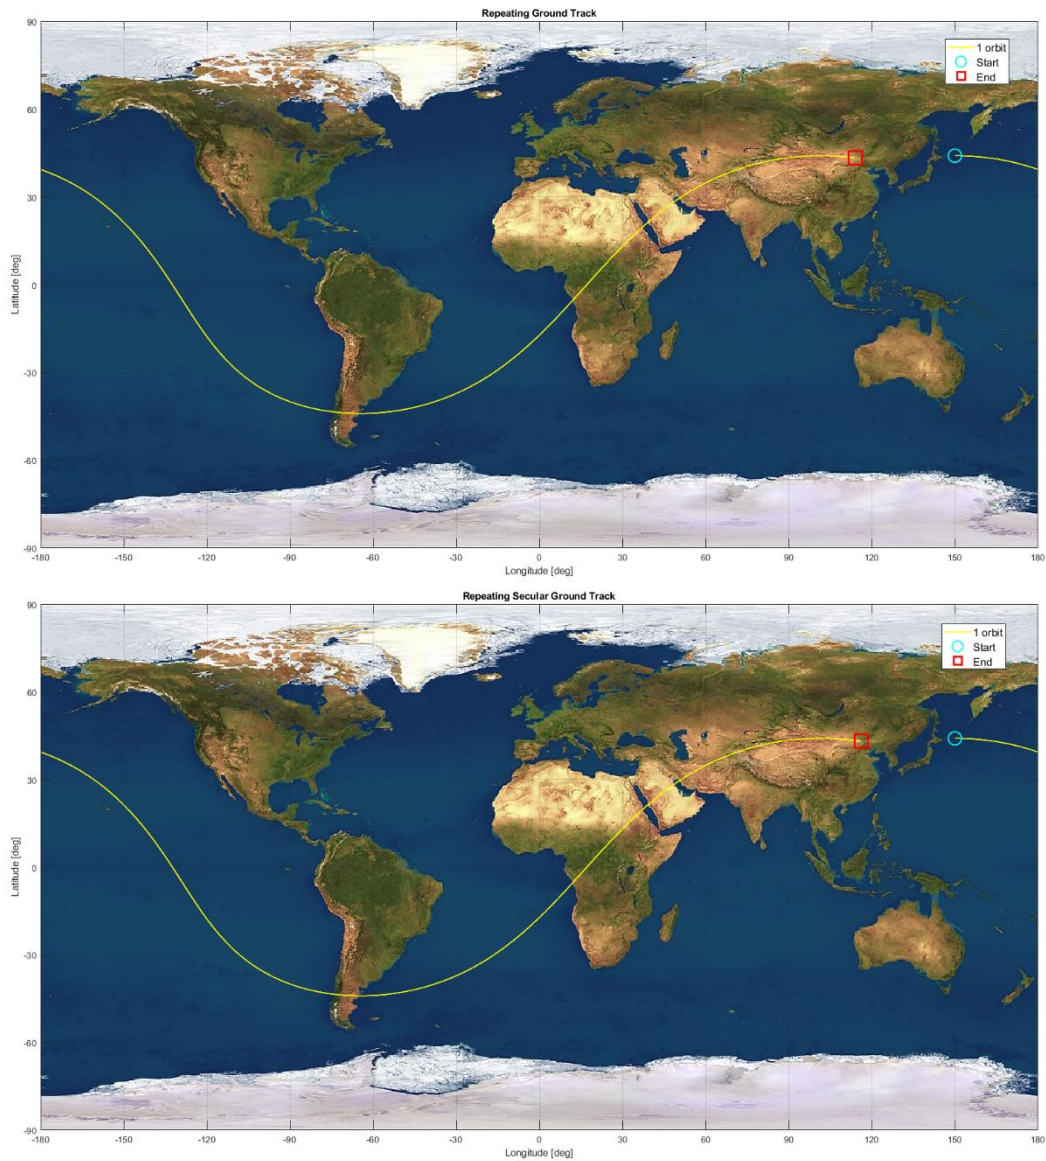 Repeating Ground Track
90
60
30
0
-30
-60
-90
Latitude [deg]
1 orbit
Start
End
-180 -150 -120 -90 -60 -30 0 30 60 90 120 150 180
Longitude [deg]
Repeating Secular Ground Track
90
60
30
0
-30
-60
-90
Latitude [deg]
1 orbit
Start
End
-180 -150 -120 -90 -60 -30 0 30 60 90 120 150 180
Longitude [deg]